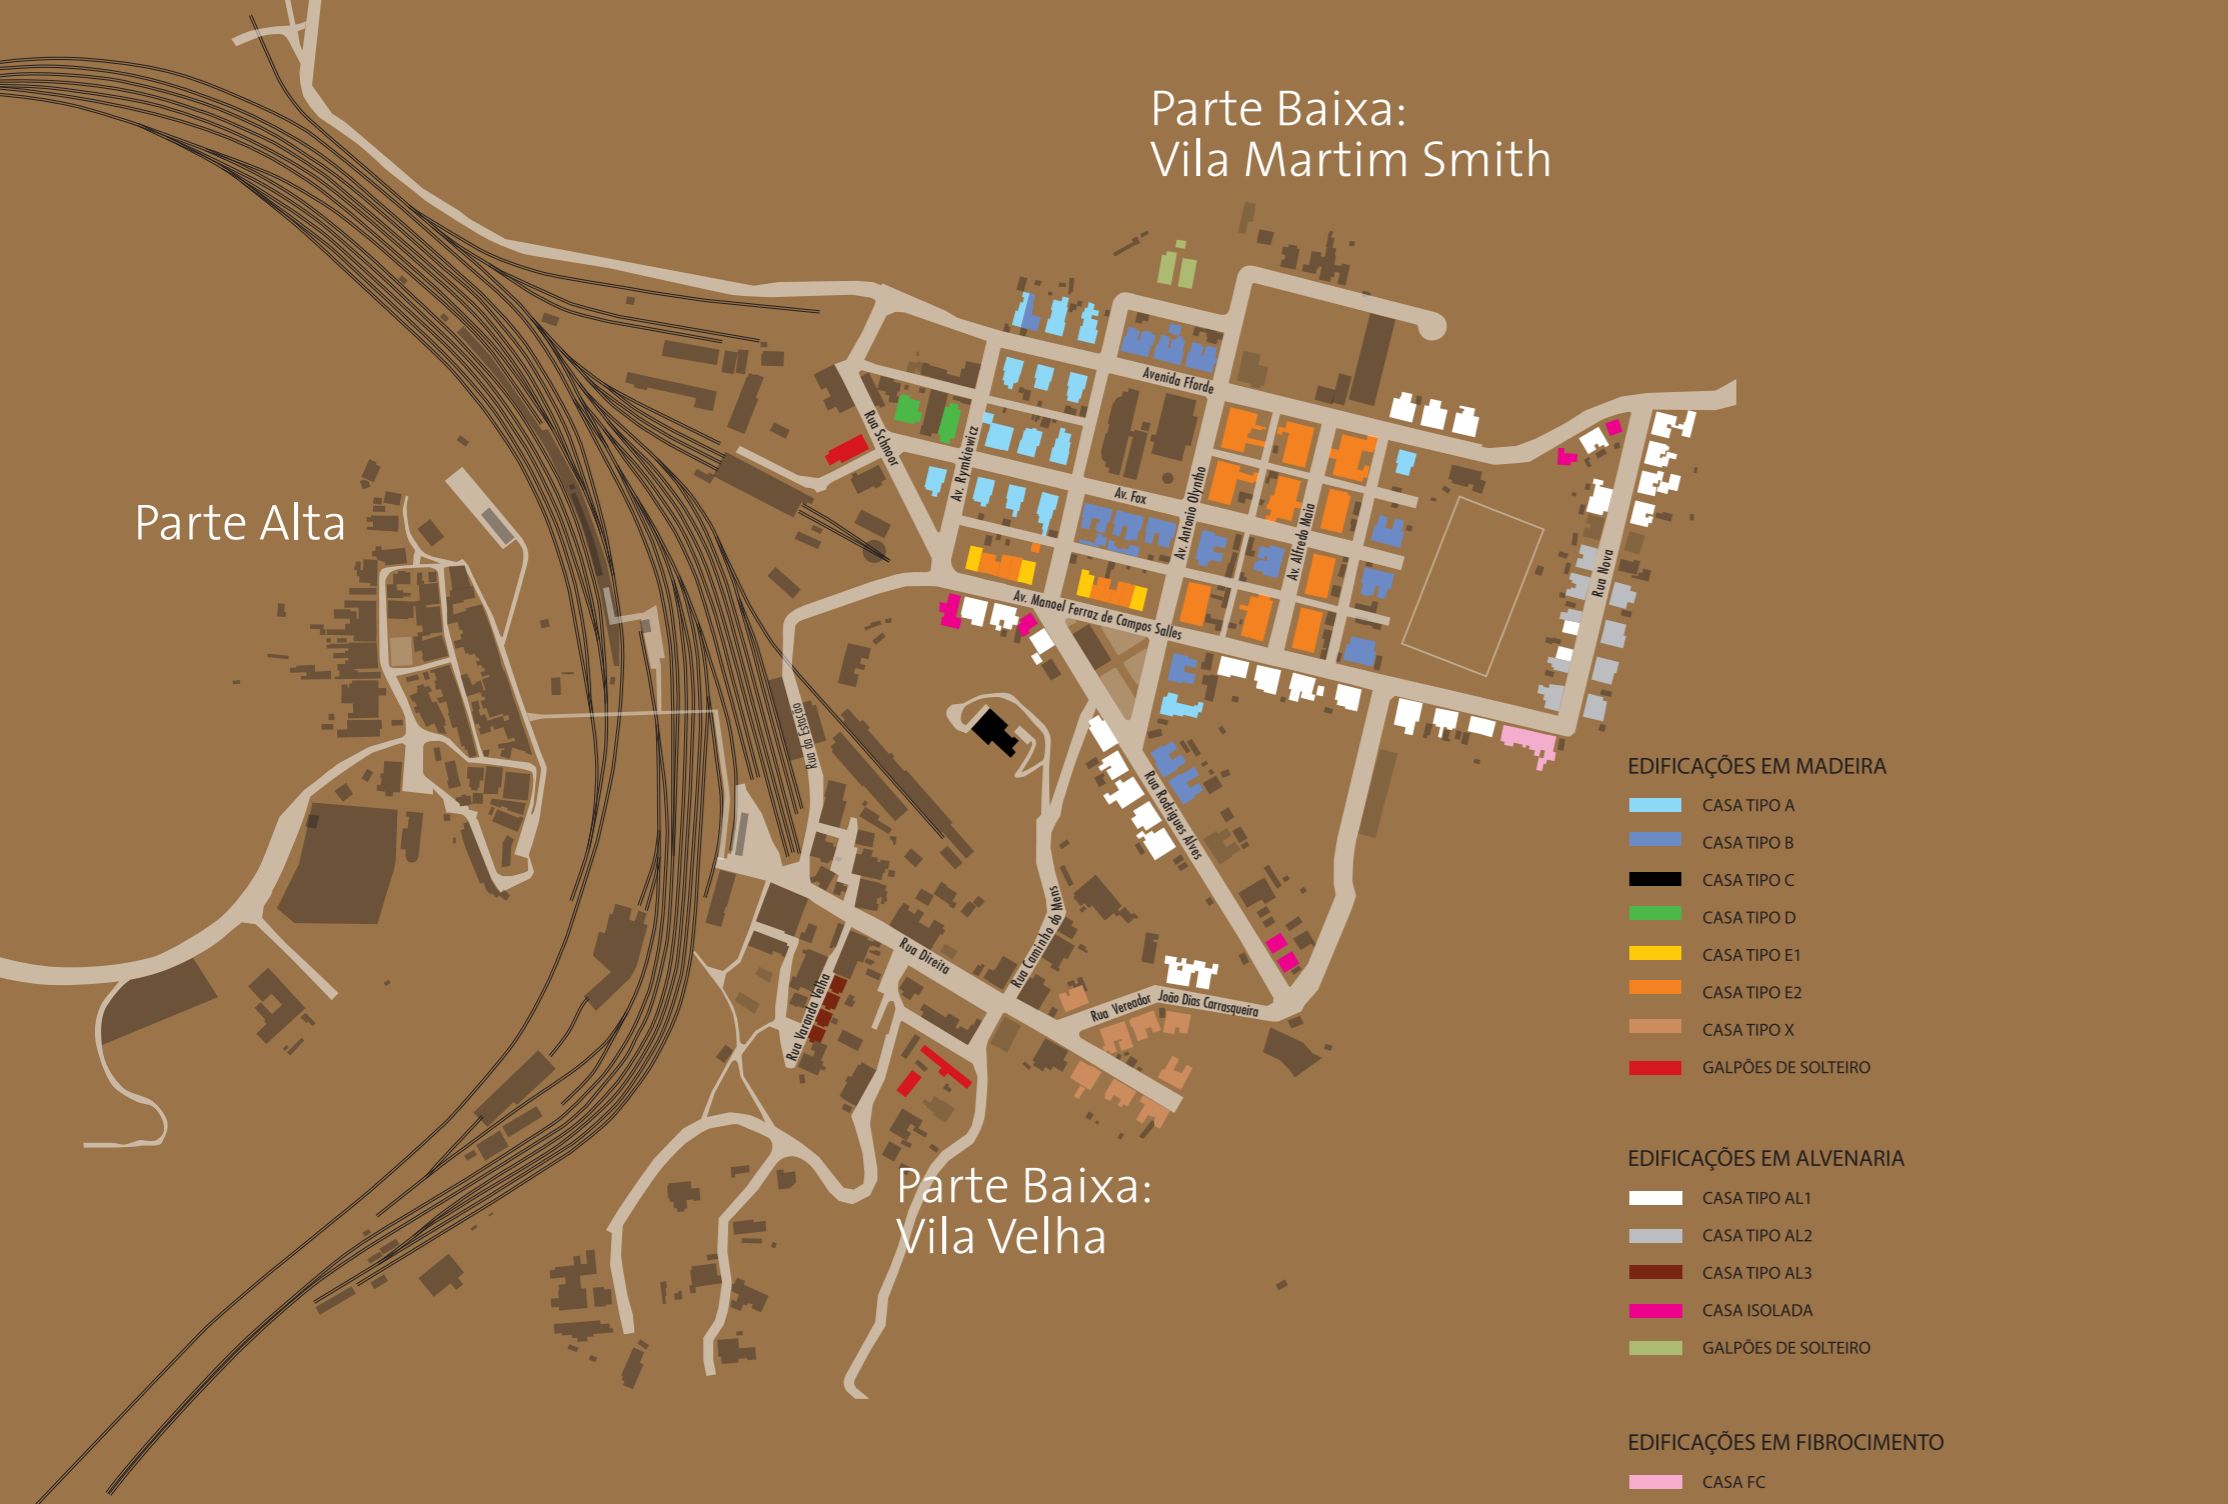 Parte Baixa:
Vila Martim Smith
Parte Alta
Avenida Fforde
Rua Schnoor
Av. Rymkiewicz
Av. Fox
Av. Antonio Olyntho
Av. Alfredo Maia
Rua Nova
Av. Manoel Ferraz de Campos Salles
Rua da Estação
Rua Rodrigues Alves
Rua Caminho do Mens
Rua Direita
Rua Varanda Velha
Rua Vereador João Dias Carrasqueira
Parte Baixa:
Vila Velha
EDIFICAÇÕES EM MADEIRA
CASA TIPO A
CASA TIPO B
CASA TIPO C
CASA TIPO D
CASA TIPO E1
CASA TIPO E2
CASA TIPO X
GALPÕES DE SOLTEIRO
EDIFICAÇÕES EM ALVENARIA
CASA TIPO AL1
CASA TIPO AL2
CASA TIPO AL3
CASA ISOLADA
GALPÕES DE SOLTEIRO
EDIFICAÇÕES EM FIBROCIMENTO
CASA FC